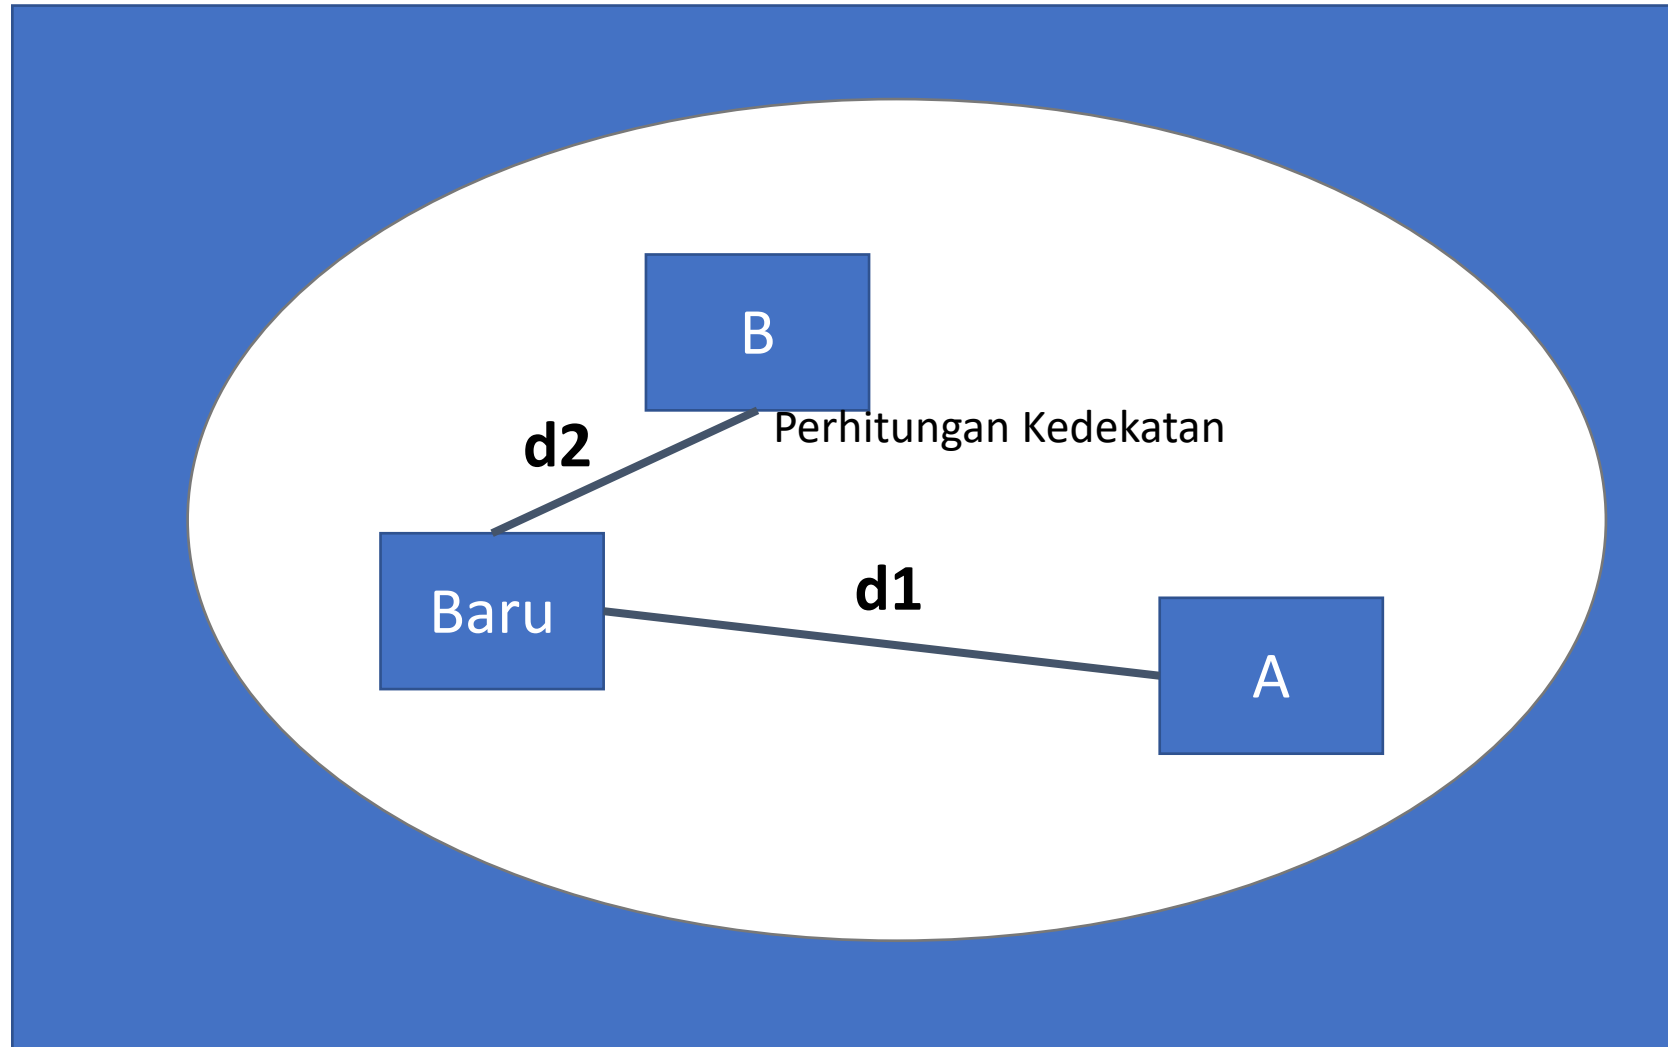 B
Perhitungan Kedekatan
d2
d1
Baru
A